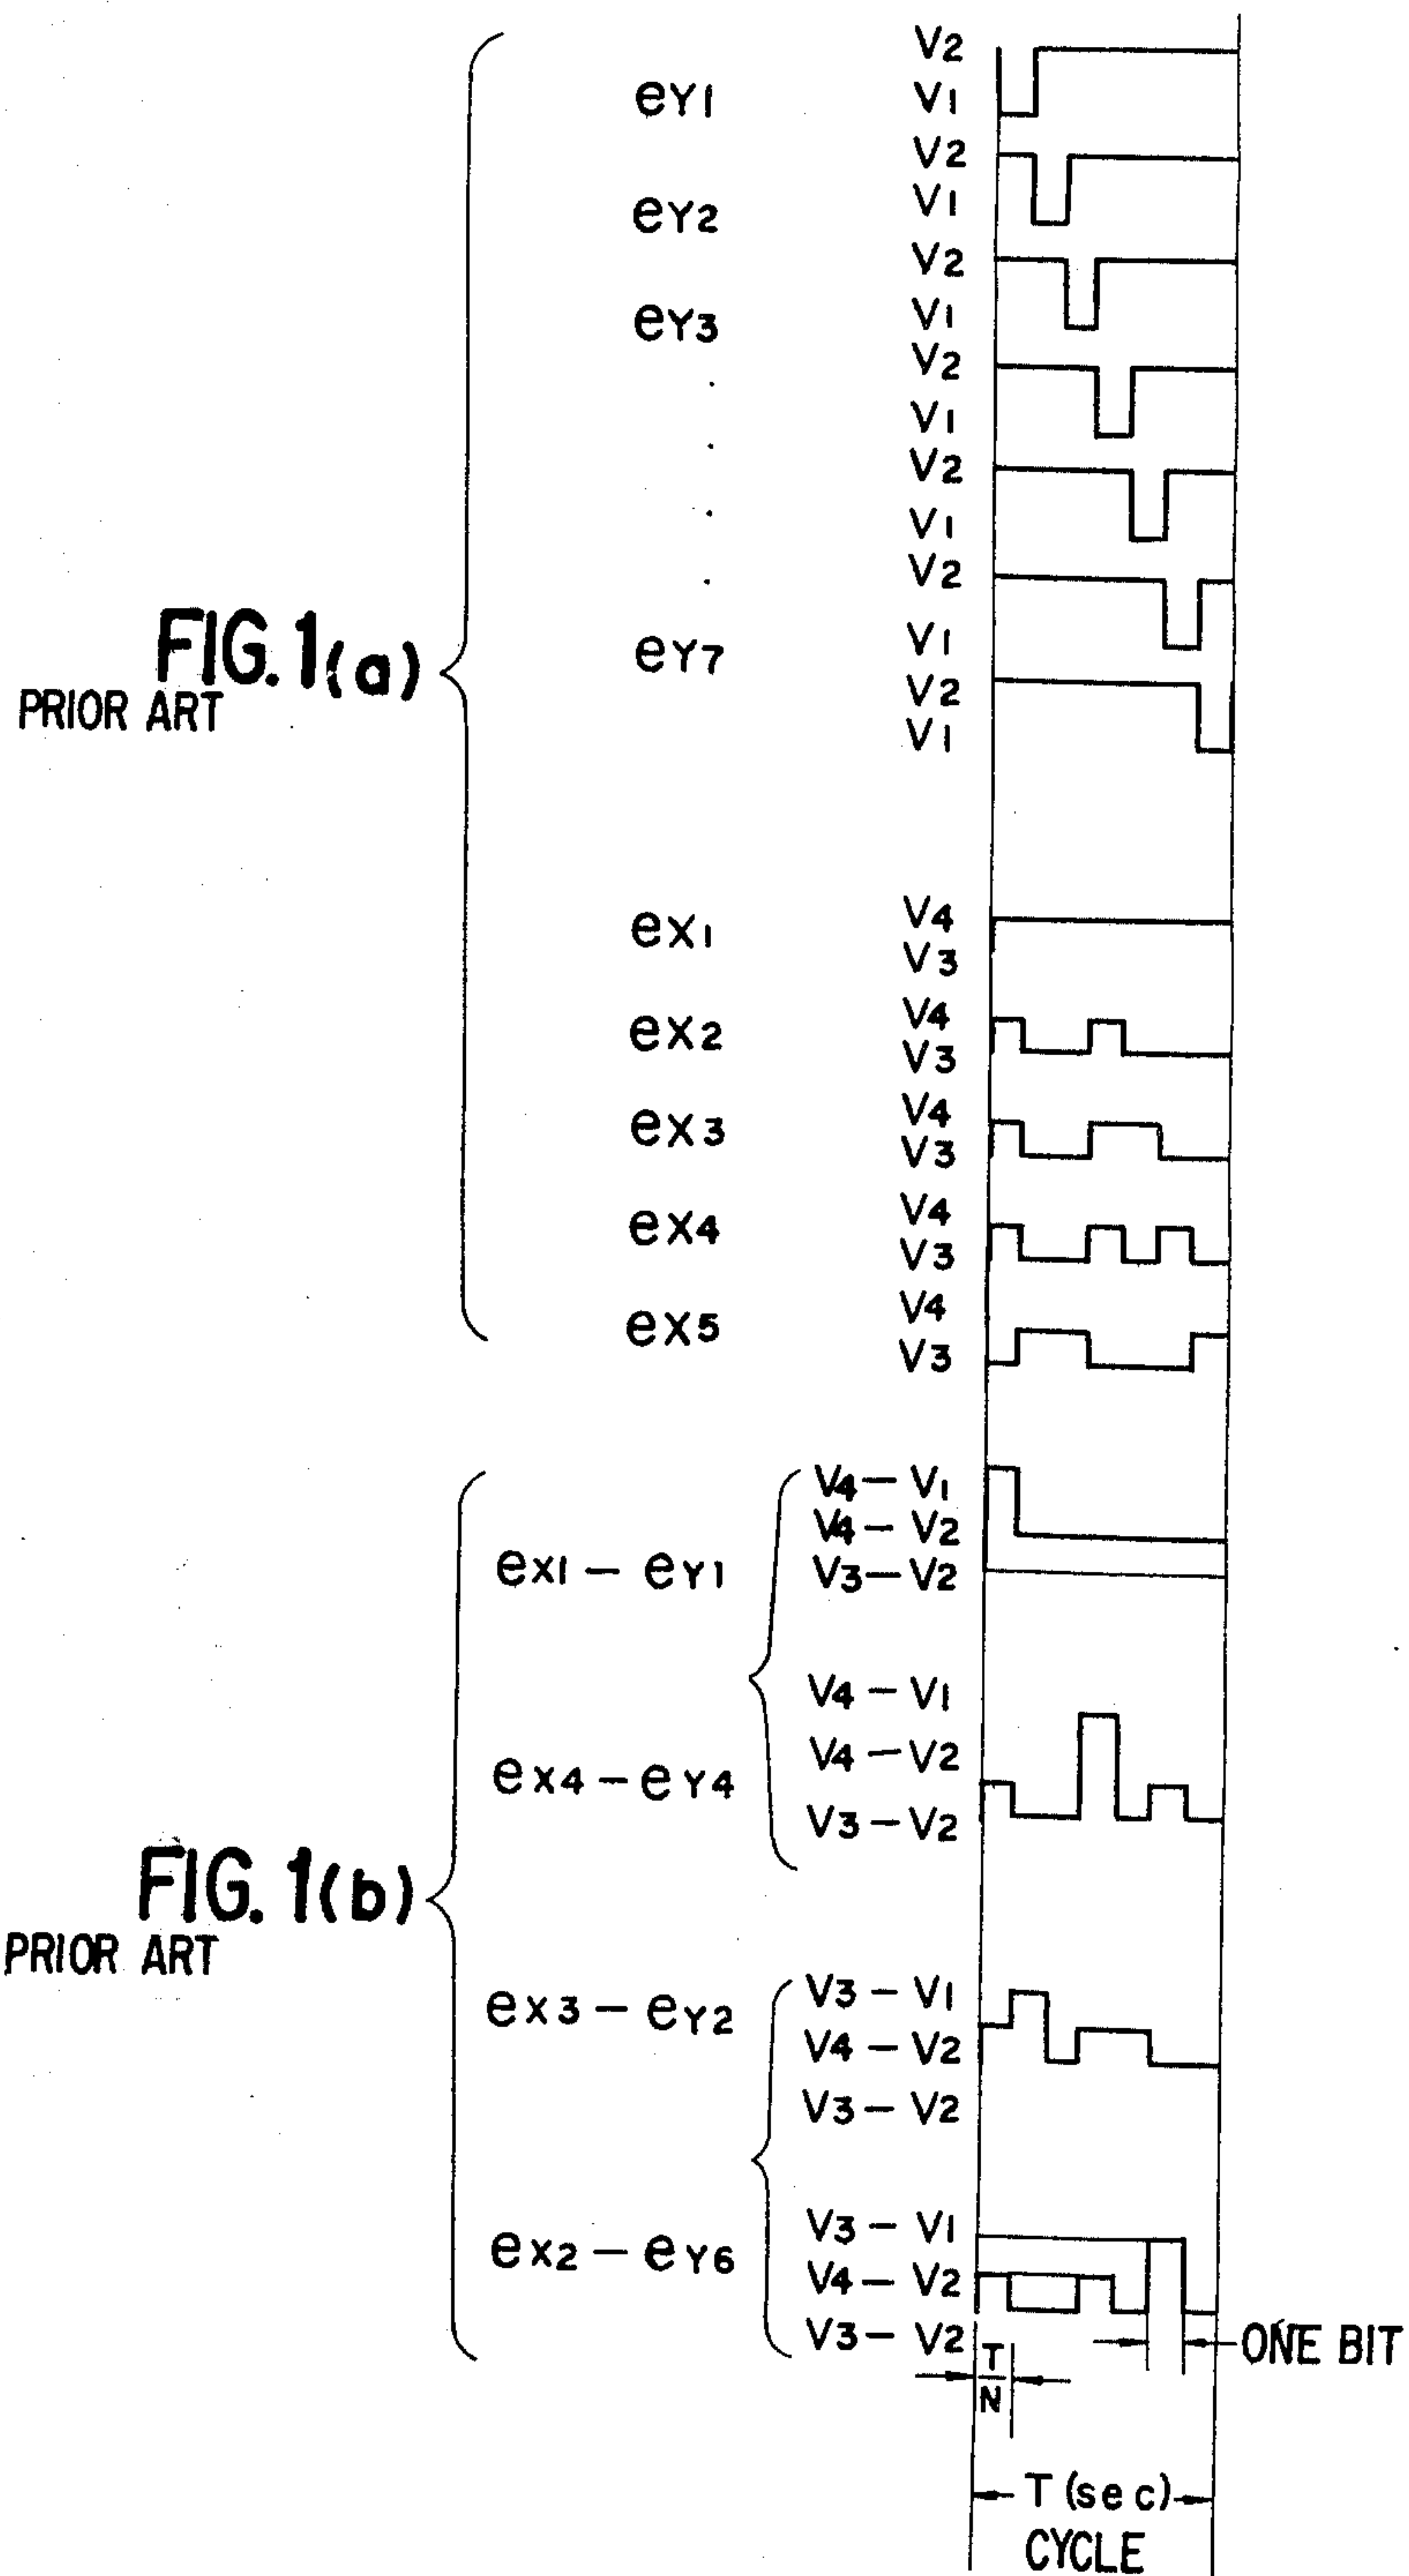 V2
eY1 V1
V2
eY2 V1
V2
eY3 V1
V2
V1
V2
V1
V2
FIG. 1(a) eY7 V1
PRIOR ART V2
V1
eX1 V4
V3
eX2 V4
V3
eX3 V4
V3
eX4 V4
V3
eX5 V4
V3
V4 – V1
V4 – V2
eX1 – eY1 V3 – V2
V4 – V1
eX4 – eY4 V4 – V2
V3 – V2
FIG. 1(b)
PRIOR ART
eX3 – eY2 V3 – V1
V4 – V2
V3 – V2
V3 – V1
eX2 – eY6 V4 – V2
V3 – V2 ONE BIT
T
N
T (sec)
CYCLE